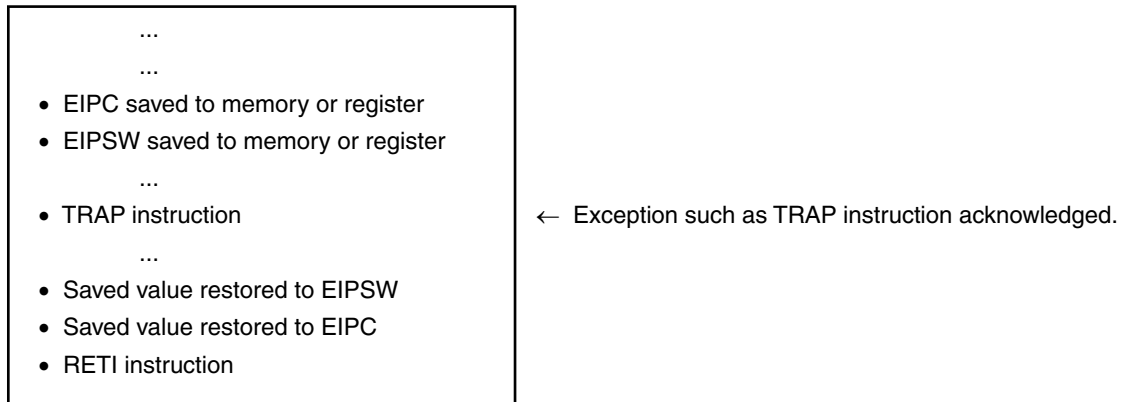 ...
...
• EIPC saved to memory or register
• EIPSW saved to memory or register
...
• TRAP instruction ← Exception such as TRAP instruction acknowledged.
...
• Saved value restored to EIPSW
• Saved value restored to EIPC
• RETI instruction